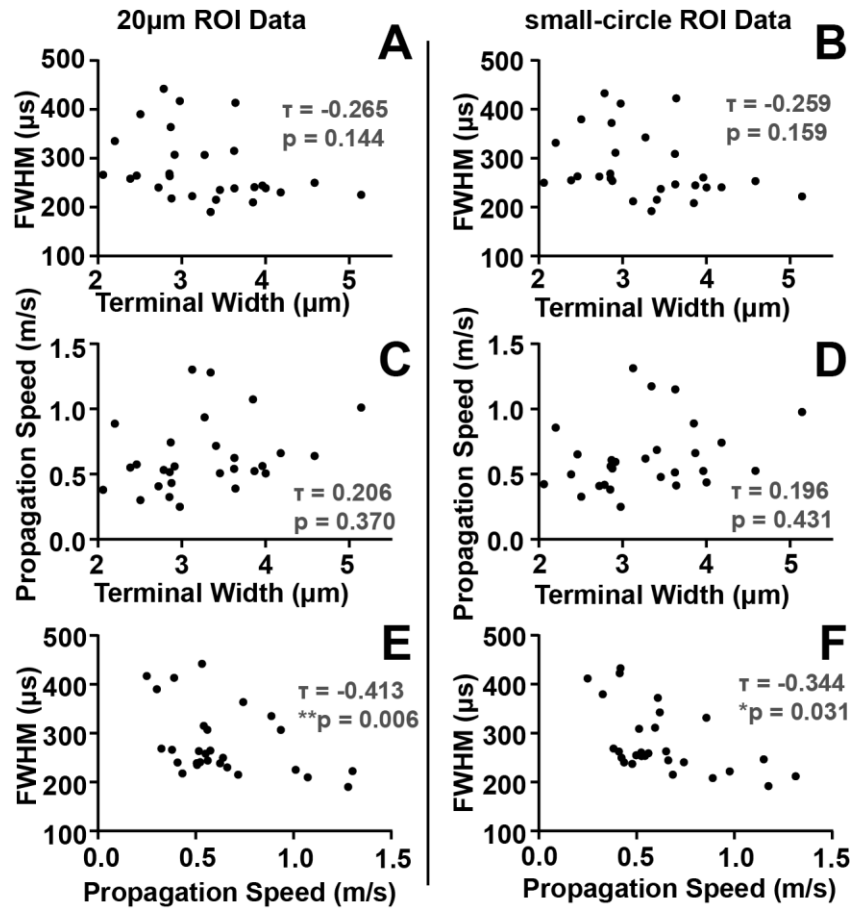 20µm ROI Data
small-circle ROI Data
A
500
400
300
200
100
FWHM (µs)
τ = -0.265
p = 0.144
2 3 4 5
Terminal Width (µm)
B
500
400
300
200
100
FWHM (µs)
τ = -0.259
p = 0.159
2 3 4 5
Terminal Width (µm)
C
1.5
1.0
0.5
0.0
Propagation Speed (m/s)
τ = 0.206
p = 0.370
2 3 4 5
Terminal Width (µm)
D
1.5
1.0
0.5
0.0
Propagation Speed (m/s)
τ = 0.196
p = 0.431
2 3 4 5
Terminal Width (µm)
E
500
400
300
200
100
FWHM (µs)
τ = -0.413
**p = 0.006
0.0 0.5 1.0 1.5
Propagation Speed (m/s)
F
500
400
300
200
100
FWHM (µs)
τ = -0.344
*p = 0.031
0.0 0.5 1.0 1.5
Propagation Speed (m/s)